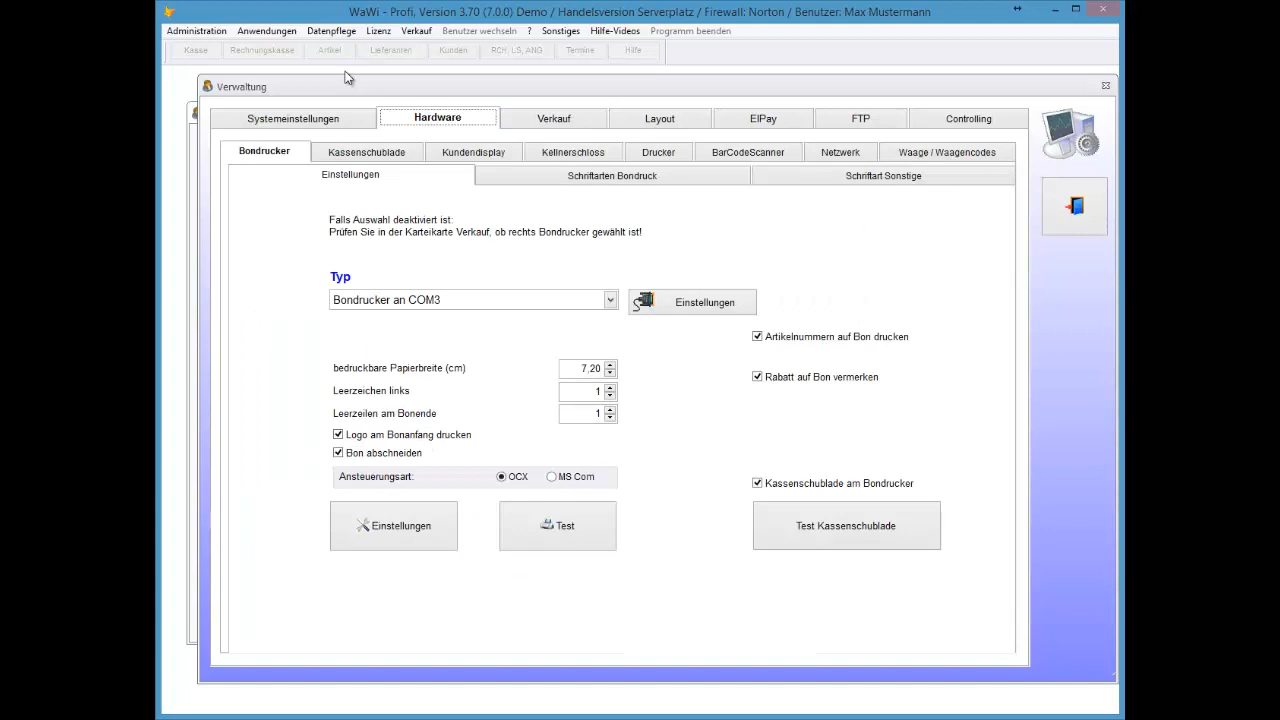 WaWi - Profi, Version 3.70 (7.0.0) Demo / Handelsversion Serverplatz / Firewall: Norton / Benutzer: Max Mustermann
Administration Anwendungen Datenpflege Lizenz Verkauf Benutzer wechseln ? Sonstiges Hilfe-Videos Programm beenden
Kasse Rechnungskasse Artikel Lieferanten Kunden RCH, LS, ANG Termine Hilfe
Verwaltung
Systemeinstellungen Hardware Verkauf Layout ElPay FTP Controlling
Bondrucker Kassenschublade Kundendisplay Kellnerschloss Drucker BarCodeScanner Netzwerk Waage / Waagencodes
Einstellungen Schriftarten Bondruck Schriftart Sonstige
Falls Auswahl deaktiviert ist:
Prüfen Sie in der Karteikarte Verkauf, ob rechts Bondrucker gewählt ist!
Typ
Bondrucker an COM3 Einstellungen
Artikelnummern auf Bon drucken
bedruckbare Papierbreite (cm) 7,20
Rabatt auf Bon vermerken
Leerzeichen links 1
Leerzeilen am Bonende 1
Logo am Bonanfang drucken
Bon abschneiden
Ansteuerungsart: OCX MS Com
Kassenschublade am Bondrucker
Einstellungen Test Test Kassenschublade